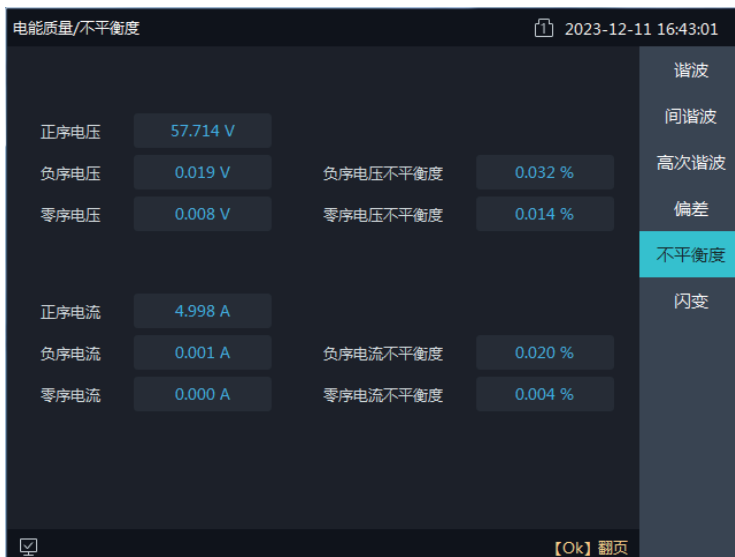 电能质量/不平衡度
1 2023-12-11 16:43:01
谐波
间谐波
高次谐波
偏差
不平衡度
闪变
正序电压 57.714 V
负序电压 0.019 V 负序电压不平衡度 0.032 %
零序电压 0.008 V 零序电压不平衡度 0.014 %
正序电流 4.998 A
负序电流 0.001 A 负序电流不平衡度 0.020 %
零序电流 0.000 A 零序电流不平衡度 0.004 %
【Ok】翻页